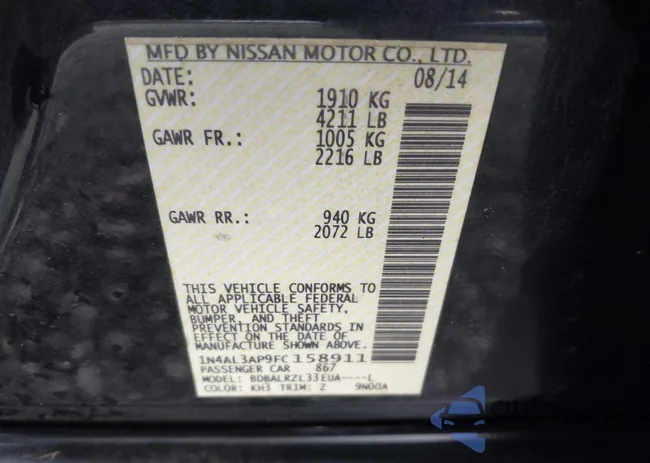 MFD BY NISSAN MOTOR CO., LTD.
DATE: 08/14
GVWR: 1910 KG
4211 LB
GAWR FR.: 1005 KG
2216 LB
GAWR RR.: 940 KG
2072 LB
THIS VEHICLE CONFORMS TO
ALL APPLICABLE FEDERAL
MOTOR VEHICLE SAFETY,
BUMPER, AND THEFT
PREVENTION STANDARDS IN
EFFECT ON THE DATE OF
MANUFACTURE SHOWN ABOVE.
1N4AL3AP9FC158911
PASSENGER CAR 867
MODEL: BDBALRZL33EUA----L
COLOR: KH3 TRIM: Z 9N00A